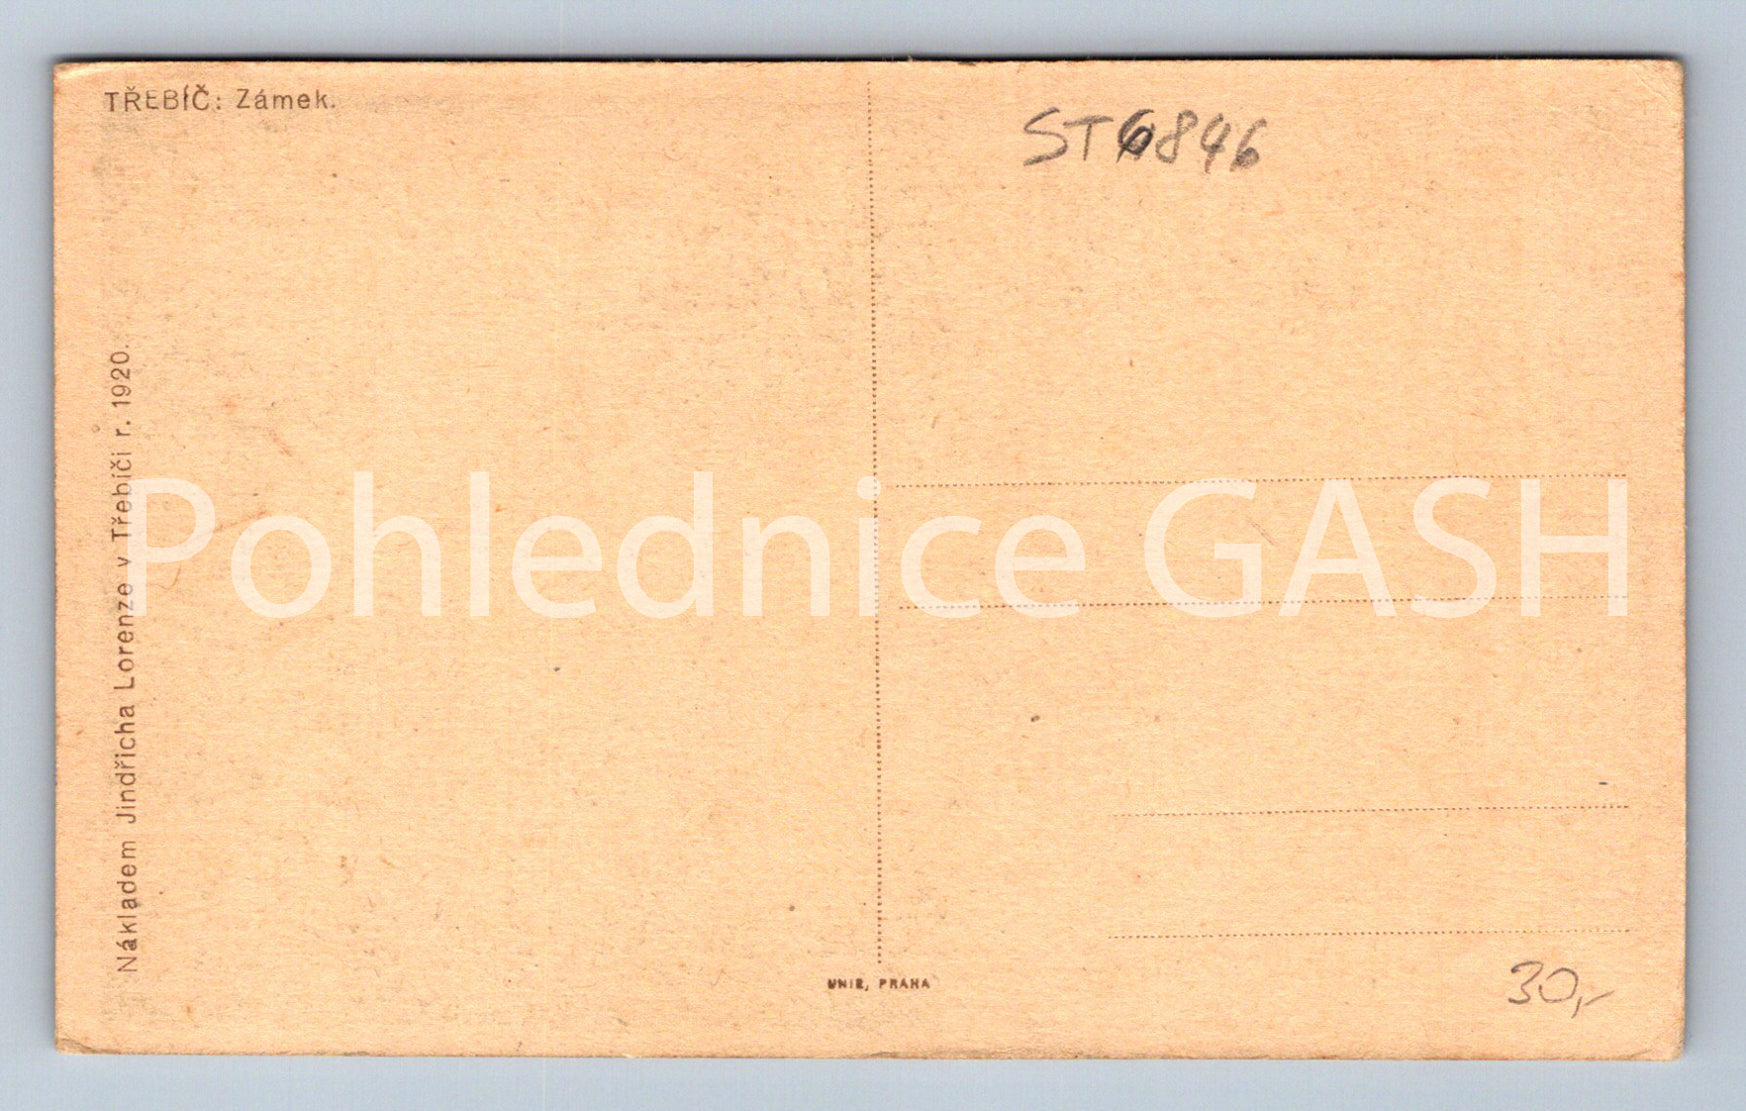 TŘEBÍČ: Zámek.
ST6846
Nákladem Jindřicha Lorenze v Třebíči r. 1920.
Pohlednice GASH
UNIE, PRAHA
30,-